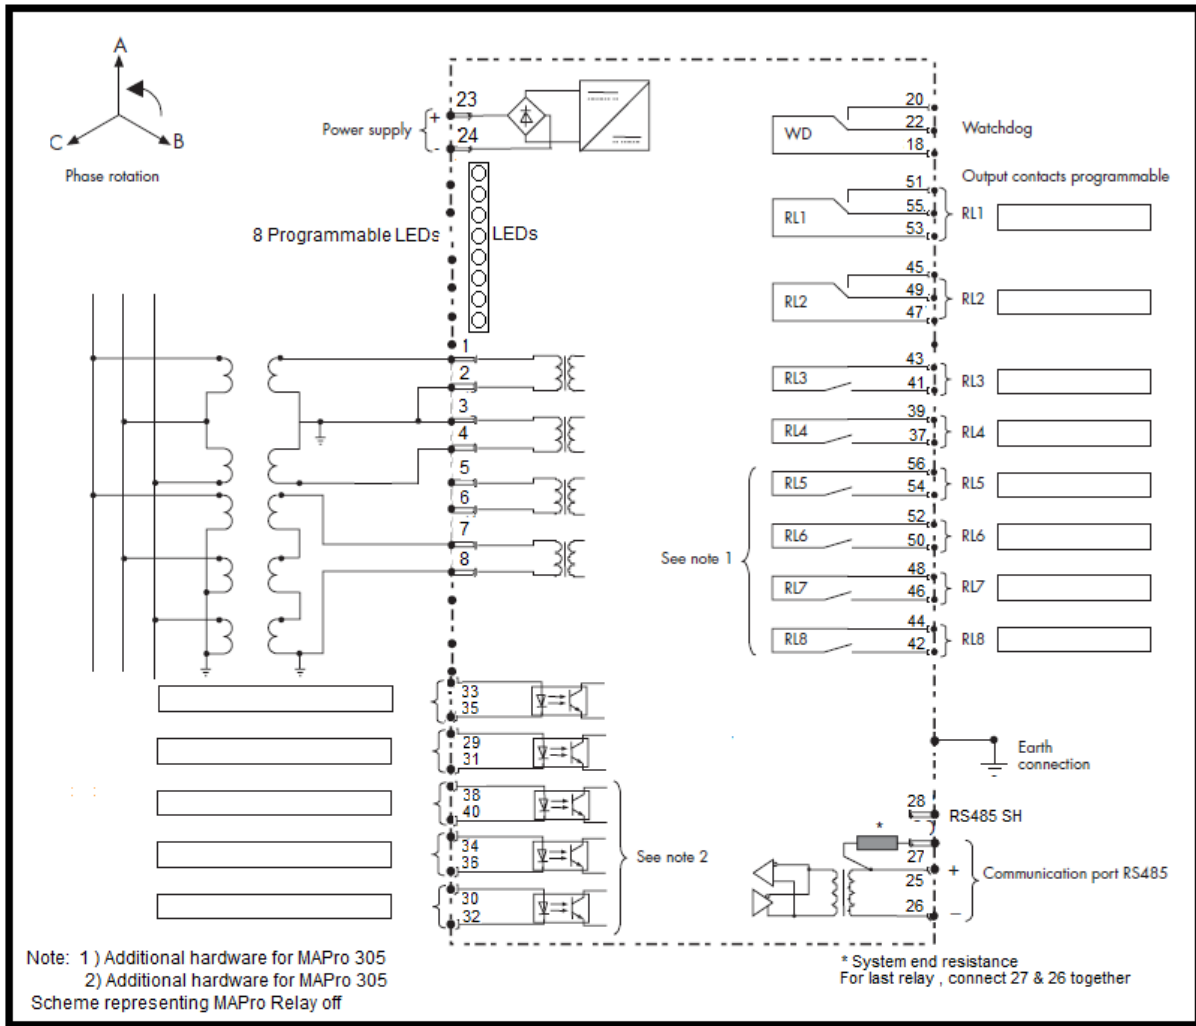 A
C
B
Phase rotation
Power supply
+
-
23
24
8 Programmable LEDs
LEDs
1
2
3
4
5
6
7
8
33
35
29
31
38
40
34
36
30
32
See note 2
WD
20
22
18
Watchdog
Output contacts programmable
RL1
51
55
53
RL1
RL2
45
49
47
RL2
RL3
43
41
RL3
RL4
39
37
RL4
See note 1
RL5
56
54
RL5
RL6
52
50
RL6
RL7
48
46
RL7
RL8
44
42
RL8
Earth
connection
28
RS485 SH
*
27
25
26
+
–
Communication port RS485
Note: 1 ) Additional hardware for MAPro 305
2) Additional hardware for MAPro 305
Scheme representing MAPro Relay off
* System end resistance
For last relay , connect 27 & 26 together